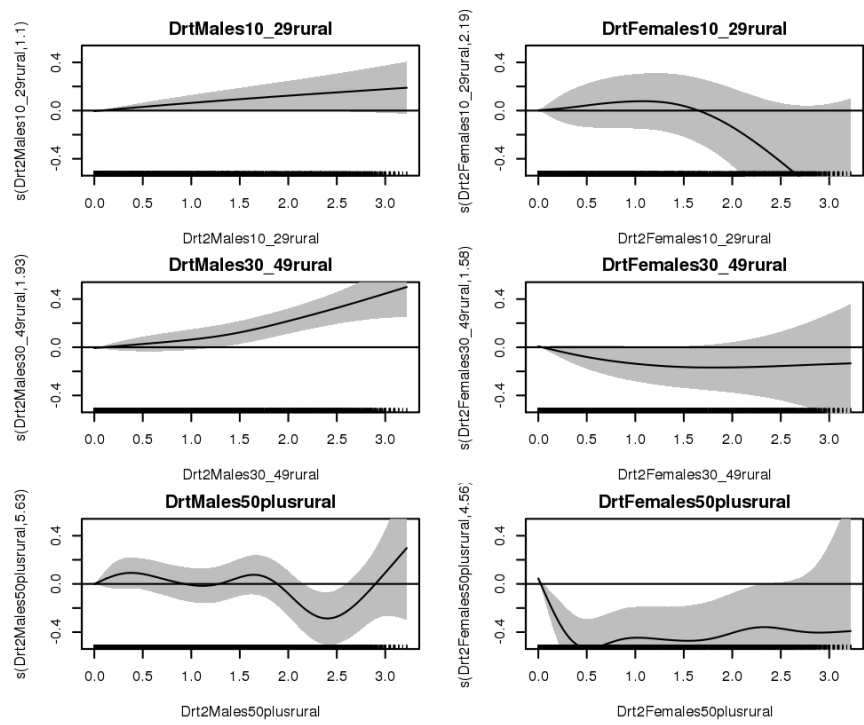 DrtMales10_29rural
s(Drt2Males10_29rural,1.1)
0.4
0.0
-0.4
0.0 0.5 1.0 1.5 2.0 2.5 3.0
Drt2Males10_29rural
DrtFemales10_29rural
s(Drt2Females10_29rural,2.19)
0.4
0.0
-0.4
0.0 0.5 1.0 1.5 2.0 2.5 3.0
Drt2Females10_29rural
DrtMales30_49rural
s(Drt2Males30_49rural,1.93)
0.4
0.0
-0.4
0.0 0.5 1.0 1.5 2.0 2.5 3.0
Drt2Males30_49rural
DrtFemales30_49rural
s(Drt2Females30_49rural,1.58)
0.4
0.0
-0.4
0.0 0.5 1.0 1.5 2.0 2.5 3.0
Drt2Females30_49rural
DrtMales50plusrural
s(Drt2Males50plusrural,5.63)
0.4
0.0
-0.4
0.0 0.5 1.0 1.5 2.0 2.5 3.0
Drt2Males50plusrural
DrtFemales50plusrural
s(Drt2Females50plusrural,4.56)
0.4
0.0
-0.4
0.0 0.5 1.0 1.5 2.0 2.5 3.0
Drt2Females50plusrural